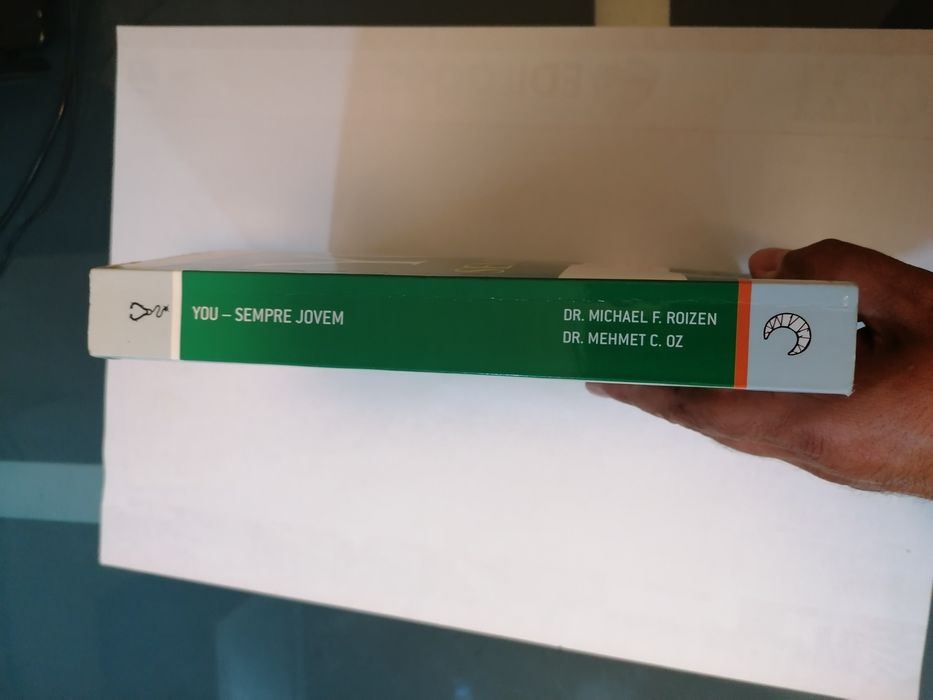 YOU – SEMPRE JOVEM
DR. MICHAEL F. ROIZEN
DR. MEHMET C. OZ